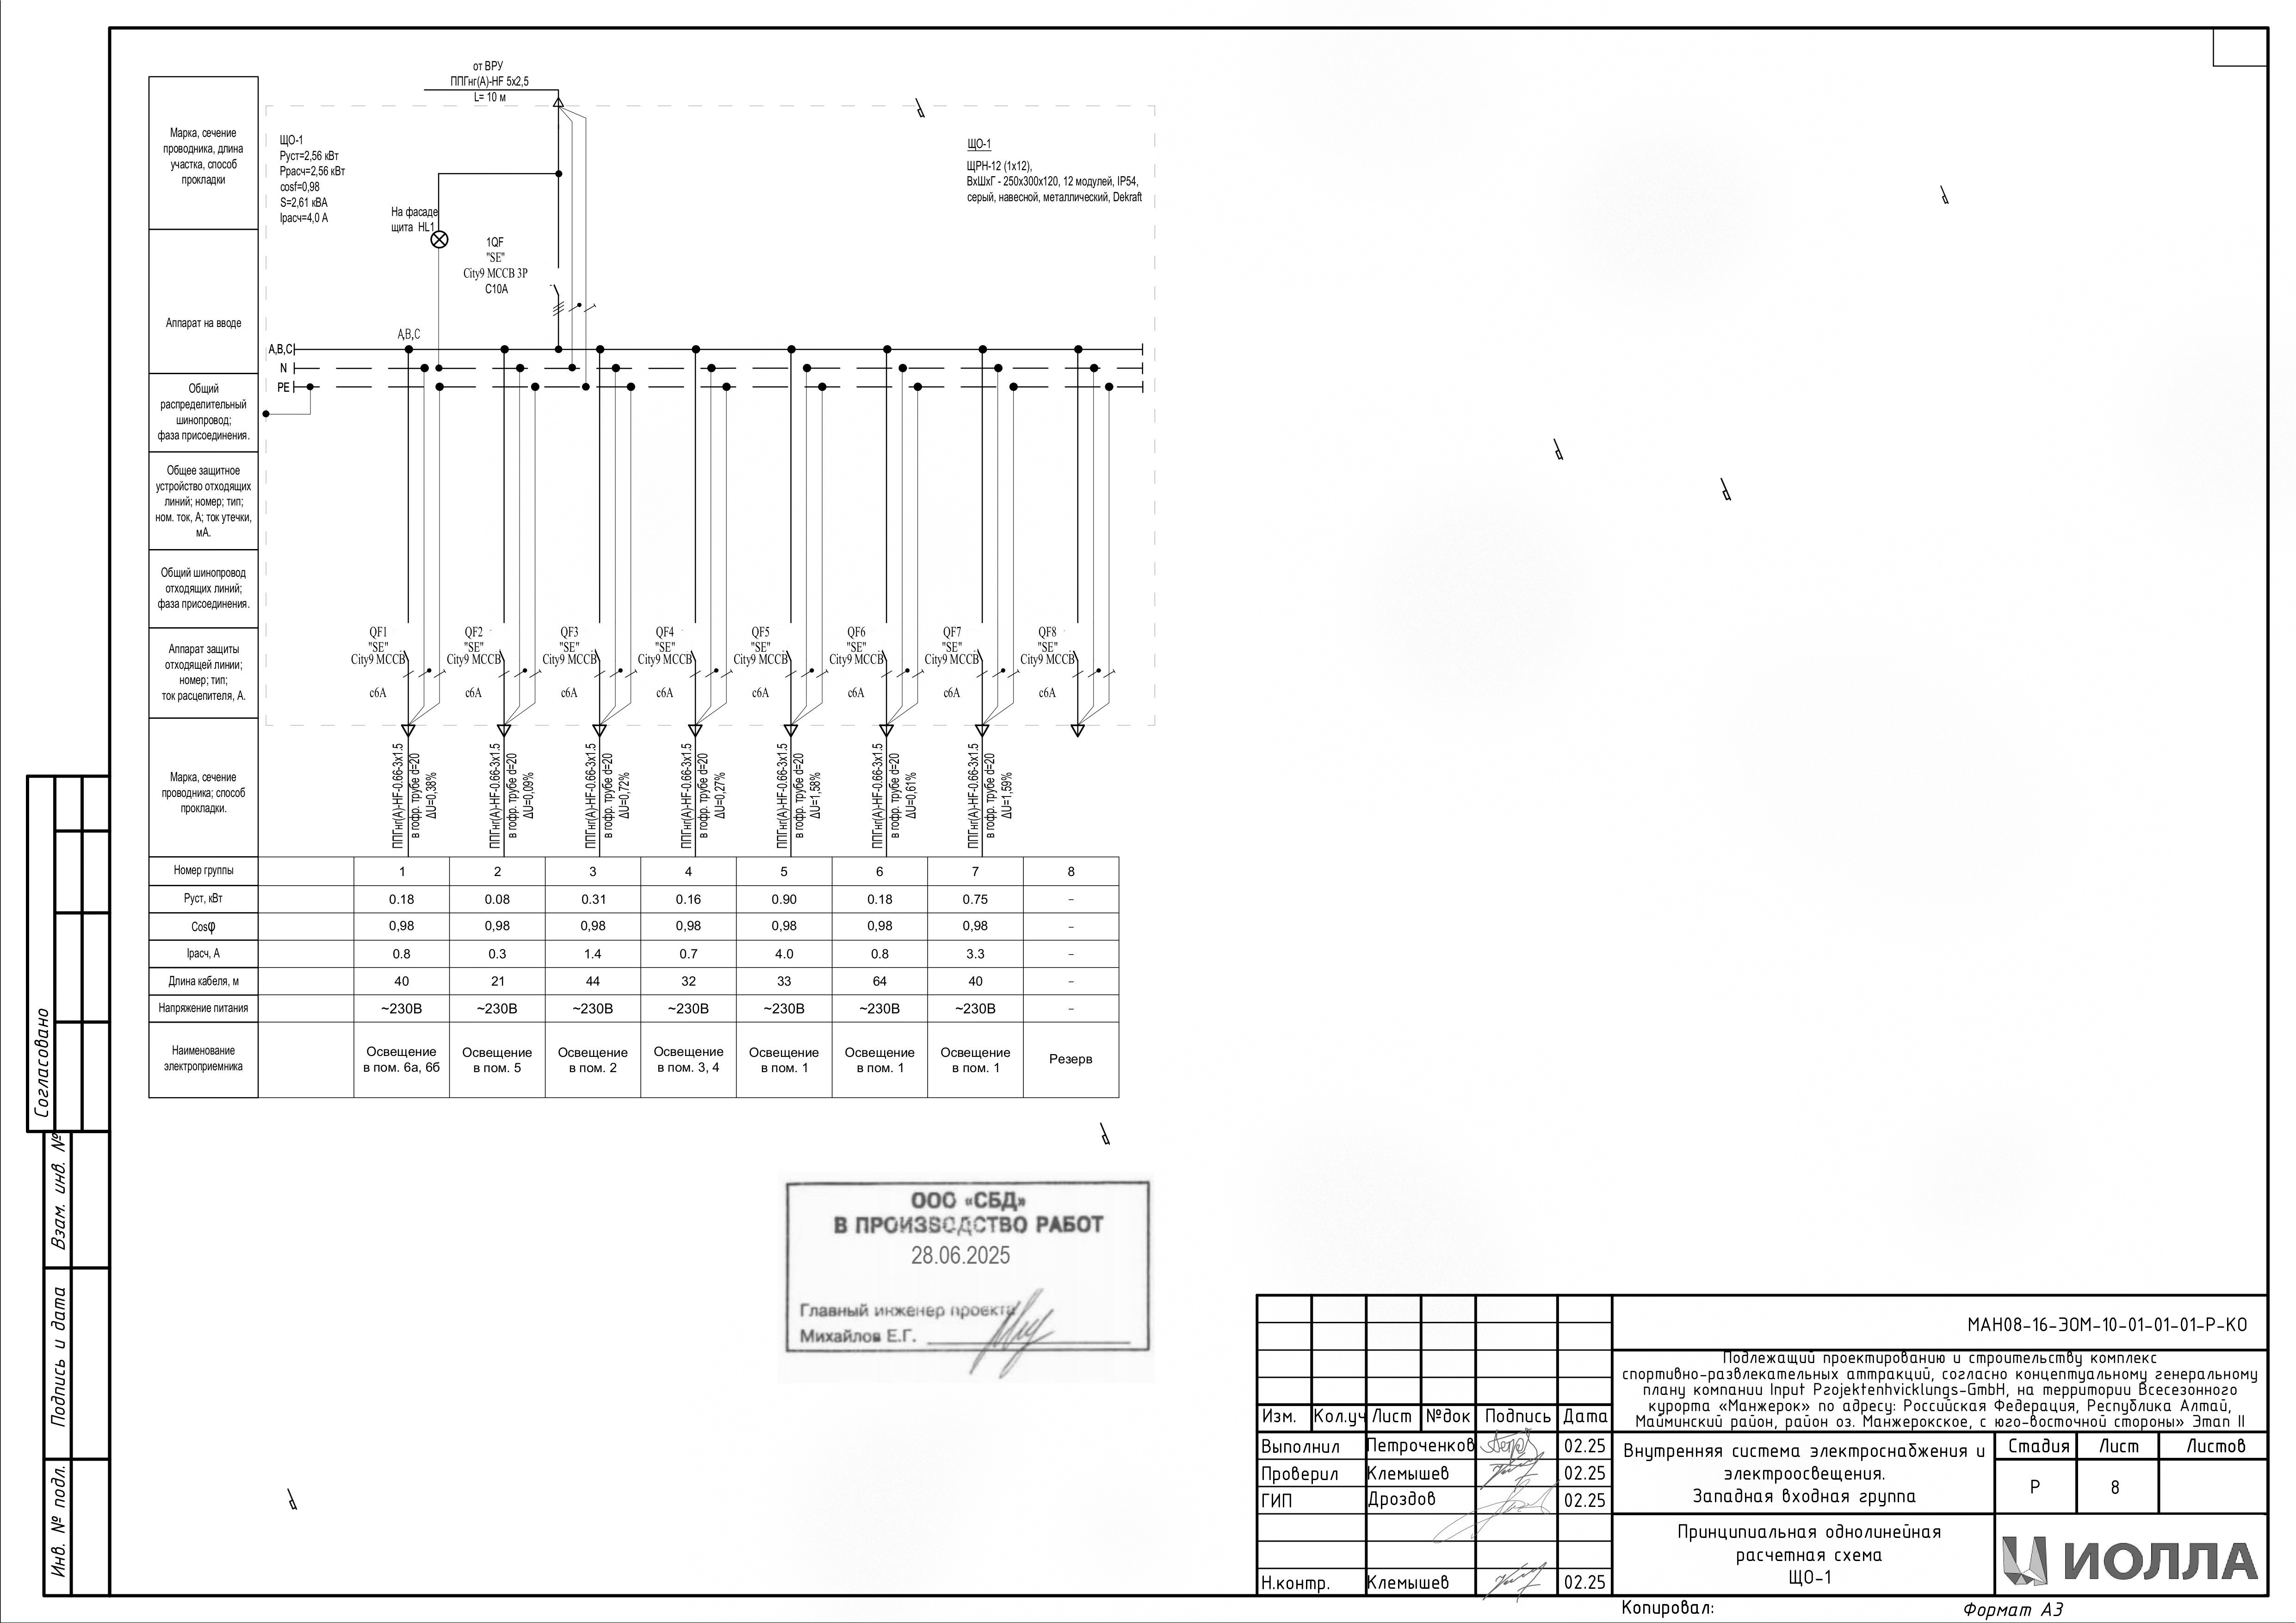 от ВРУ
ППГнг(А)-HF 5х2,5
L= 10 м
Марка, сечение
проводника, длина
участка, способ
прокладки
ЩО-1
Руст=2,56 кВт
Ррасч=2,56 кВт
cosf=0,98
S=2,61 кВА
Iрасч=4,0 А
ЩО-1
ЩРН-12 (1х12),
ВхШхГ - 250х300х120, 12 модулей, IP54,
серый, навесной, металлический, Dekraft
На фасаде
щита HL1
1QF
"SE"
City9 MCCB 3P
C10A
Аппарат на вводе
A,B,C
A,B,C
N
PE
Общий
распределительный
шинопровод;
фаза присоединения.
Общее защитное
устройство отходящих
линий; номер; тип;
ном. ток, А; ток утечки,
мА.
Общий шинопровод
отходящих линий;
фаза присоединения.
Аппарат защиты
отходящей линии;
номер; тип;
ток расцепителя, А.
QF1 QF2 QF3 QF4 QF5 QF6 QF7 QF8
"SE" "SE" "SE" "SE" "SE" "SE" "SE" "SE"
City9 MCCB City9 MCCB City9 MCCB City9 MCCB City9 MCCB City9 MCCB City9 MCCB City9 MCCB
c6A c6A c6A c6A c6A c6A c6A c6A
Марка, сечение
проводника; способ
прокладки.
ППГнг(А)-HF-0.66-3х1.5
в гофр. трубе d=20
ΔU=0,38%
ППГнг(А)-HF-0.66-3х1.5
в гофр. трубе d=20
ΔU=0,09%
ППГнг(А)-HF-0.66-3х1.5
в гофр. трубе d=20
ΔU=0,72%
ППГнг(А)-HF-0.66-3х1.5
в гофр. трубе d=20
ΔU=0,27%
ППГнг(А)-HF-0.66-3х1.5
в гофр. трубе d=20
ΔU=1,58%
ППГнг(А)-HF-0.66-3х1.5
в гофр. трубе d=20
ΔU=0,61%
ППГнг(А)-HF-0.66-3х1.5
в гофр. трубе d=20
ΔU=1,59%
Номер группы 1 2 3 4 5 6 7 8
Руст, кВт 0.18 0.08 0.31 0.16 0.90 0.18 0.75 –
Cosφ 0,98 0,98 0,98 0,98 0,98 0,98 0,98 –
Iрасч, А 0.8 0.3 1.4 0.7 4.0 0.8 3.3 –
Длина кабеля, м 40 21 44 32 33 64 40 –
Напряжение питания ~230В ~230В ~230В ~230В ~230В ~230В ~230В –
Наименование
электроприемника
Освещение
в пом. 6а, 6б
Освещение
в пом. 5
Освещение
в пом. 2
Освещение
в пом. 3, 4
Освещение
в пом. 1
Освещение
в пом. 1
Освещение
в пом. 1
Резерв
Согласовано
Взам. инв. №
Подпись и дата
Инв. № подл.
ООО «СБД»
В ПРОИЗВОДСТВО РАБОТ
28.06.2025
Главный инженер проекта
Михайлов Е.Г.
МАН08-16-ЭОМ-10-01-01-01-Р-КО
Подлежащий проектированию и строительству комплекс
спортивно-развлекательных аттракций, согласно концептуальному генеральному
плану компании Input Projektenhvicklungs-GmbH, на территории Всесезонного
курорта «Манжерок» по адресу: Российская Федерация, Республика Алтай,
Майминский район, район оз. Манжерокское, с юго-восточной стороны» Этап II
Изм. Кол.уч Лист №док Подпись Дата
Выполнил Петроченков 02.25
Проверил Клемышев 02.25
ГИП Дроздов 02.25
Н.контр. Клемышев 02.25
Внутренняя система электроснабжения и
электроосвещения.
Западная входная группа
Стадия Лист Листов
Р 8
Принципиальная однолинейная
расчетная схема
ЩО-1
ИОЛЛА
Копировал:
Формат А3